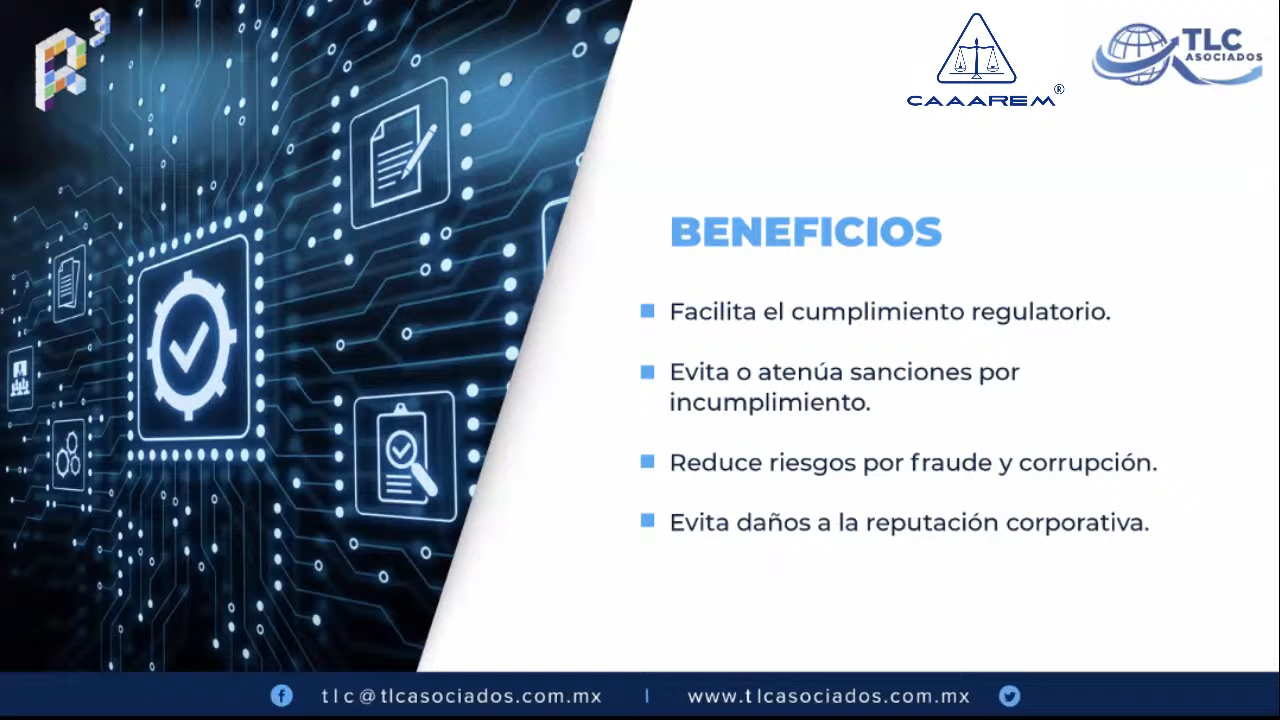 R3
CAAAREM®
TLC
ASOCIADOS
BENEFICIOS
Facilita el cumplimiento regulatorio.
Evita o atenúa sanciones por
incumplimiento.
Reduce riesgos por fraude y corrupción.
Evita daños a la reputación corporativa.
tlc@tlcasociados.com.mx | www.tlcasociados.com.mx